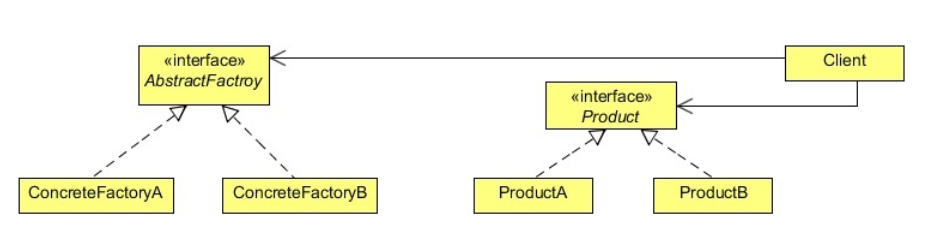 «interface»
AbstractFactroy
Client
«interface»
Product
ConcreteFactoryA
ConcreteFactoryB
ProductA
ProductB